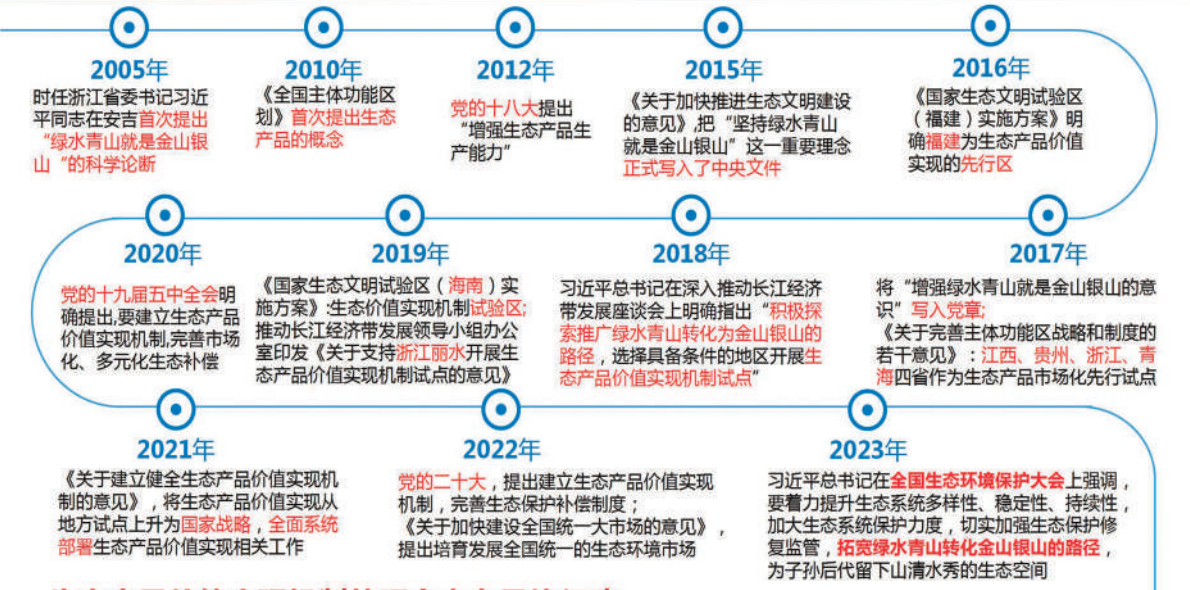 2005年
时任浙江省委书记习近
平同志在安吉首次提出
“绿水青山就是金山银
山“的科学论断
2010年
《全国主体功能区
划》首次提出生态
产品的概念
2012年
党的十八大提出
“增强生态产品生
产能力”
2015年
《关于加快推进生态文明建设
的意见》,把“坚持绿水青山
就是金山银山”这一重要理念
正式写入了中央文件
2016年
《国家生态文明试验区
（福建）实施方案》明
确福建为生态产品价值
实现的先行区
2020年
党的十九届五中全会明
确提出,要建立生态产品
价值实现机制,完善市场
化、多元化生态补偿
2019年
《国家生态文明试验区（海南）实
施方案》:生态价值实现机制试验区;
推动长江经济带发展领导小组办公
室印发《关于支持浙江丽水开展生
态产品价值实现机制试点的意见》
2018年
习近平总书记在深入推动长江经济
带发展座谈会上明确指出“积极探
索推广绿水青山转化为金山银山的
路径，选择具备条件的地区开展生
态产品价值实现机制试点”
2017年
将“增强绿水青山就是金山银山的意
识”写入党章;
《关于完善主体功能区战略和制度的
若干意见》：江西、贵州、浙江、青
海四省作为生态产品市场化先行试点
2021年
《关于建立健全生态产品价值实现机
制的意见》，将生态产品价值实现从
地方试点上升为国家战略，全面系统
部署生态产品价值实现相关工作
2022年
党的二十大，提出建立生态产品价值实现
机制，完善生态保护补偿制度；
《关于加快建设全国统一大市场的意见》，
提出培育发展全国统一的生态环境市场
2023年
习近平总书记在全国生态环境保护大会上强调，
要着力提升生态系统多样性、稳定性、持续性，
加大生态系统保护力度，切实加强生态保护修
复监管，拓宽绿水青山转化金山银山的路径，
为子孙后代留下山清水秀的生态空间